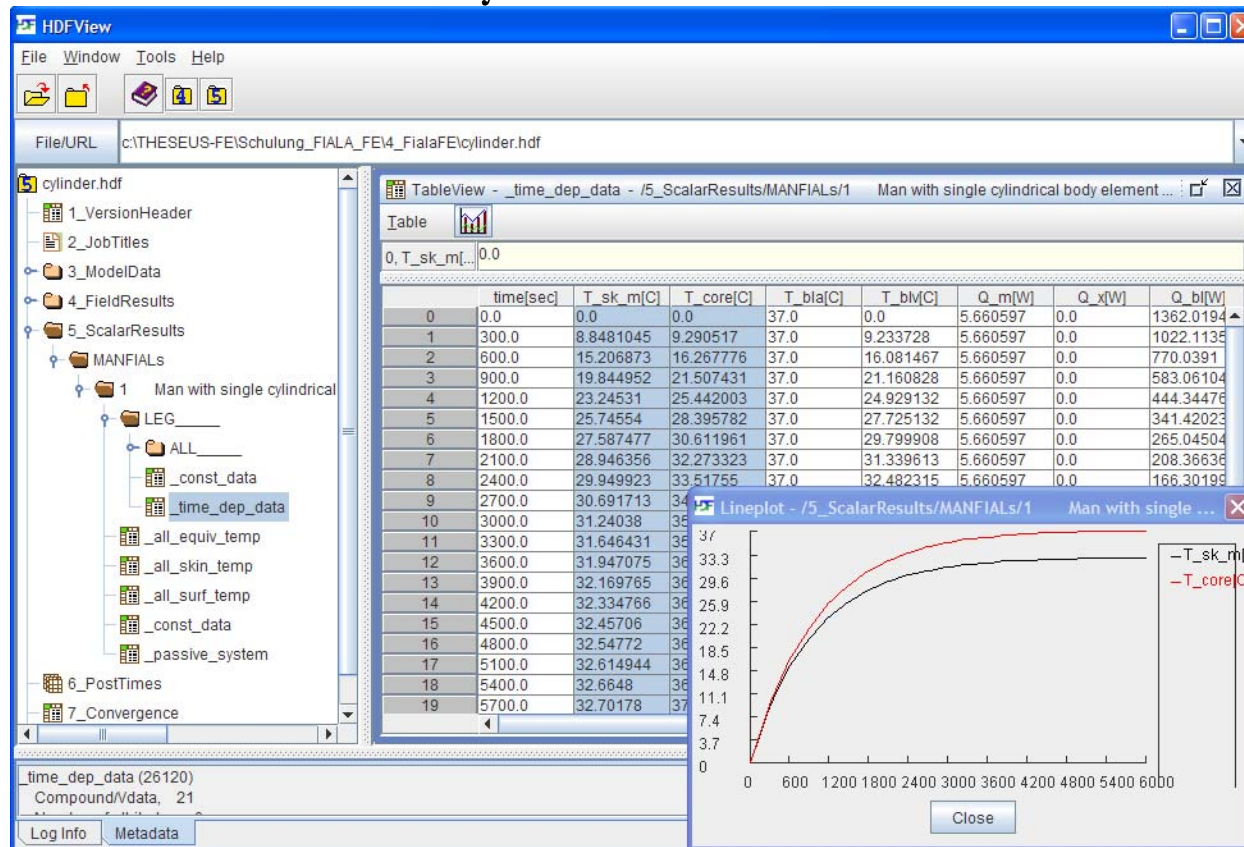 HDFView
File Window Tools Help
File/URL c:\THESEUS-FE\Schulung_FIALA_FE\4_FialaFE\cylinder.hdf
cylinder.hdf
1_VersionHeader
2_JobTitles
3_ModelData
4_FieldResults
5_ScalarResults
MANFIALs
1 Man with single cylindrical
LEG_____
ALL_____
_const_data
_time_dep_data
_all_equiv_temp
_all_skin_temp
_all_surf_temp
_const_data
_passive_system
6_PostTimes
7_Convergence
TableView - _time_dep_data - /5_ScalarResults/MANFIALs/1 Man with single cylindrical body element ...
Table
0, T_sk_m[... 0.0
time[sec] T_sk_m[C] T_core[C] T_bla[C] T_blv[C] Q_m[W] Q_x[W] Q_bl[W]
0 0.0 0.0 0.0 37.0 0.0 5.660597 0.0 1362.0194
1 300.0 8.8481045 9.290517 37.0 9.233728 5.660597 0.0 1022.1135
2 600.0 15.206873 16.267776 37.0 16.081467 5.660597 0.0 770.0391
3 900.0 19.844952 21.507431 37.0 21.160828 5.660597 0.0 583.06104
4 1200.0 23.24531 25.442003 37.0 24.929132 5.660597 0.0 444.34476
5 1500.0 25.74554 28.395782 37.0 27.725132 5.660597 0.0 341.42023
6 1800.0 27.587477 30.611961 37.0 29.799908 5.660597 0.0 265.04504
7 2100.0 28.946356 32.273323 37.0 31.339613 5.660597 0.0 208.36636
8 2400.0 29.949923 33.51755 37.0 32.482315 5.660597 0.0 166.30199
9 2700.0 30.691713 34
10 3000.0 31.24038 35
11 3300.0 31.646431 35
12 3600.0 31.947075 36
13 3900.0 32.169765 36
14 4200.0 32.334766 36
15 4500.0 32.45706 36
16 4800.0 32.54772 36
17 5100.0 32.614944 36
18 5400.0 32.6648 36
19 5700.0 32.70178 37
Lineplot - /5_ScalarResults/MANFIALs/1 Man with single ...
37
33.3
29.6
25.9
22.2
18.5
14.8
11.1
7.4
3.7
0
0 600 1200 1800 2400 3000 3600 4200 4800 5400 6000
T_sk_m[
T_core[C
Close
_time_dep_data (26120)
Compound/Vdata, 21
Log Info Metadata